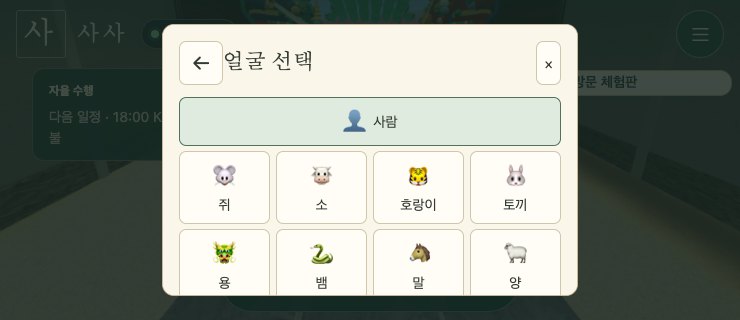 사 사사
자율 수행
다음 일정 · 18:00 K
불
방문 체험판
← 얼굴 선택 x
사람
쥐 소 호랑이 토끼
용 뱀 말 양